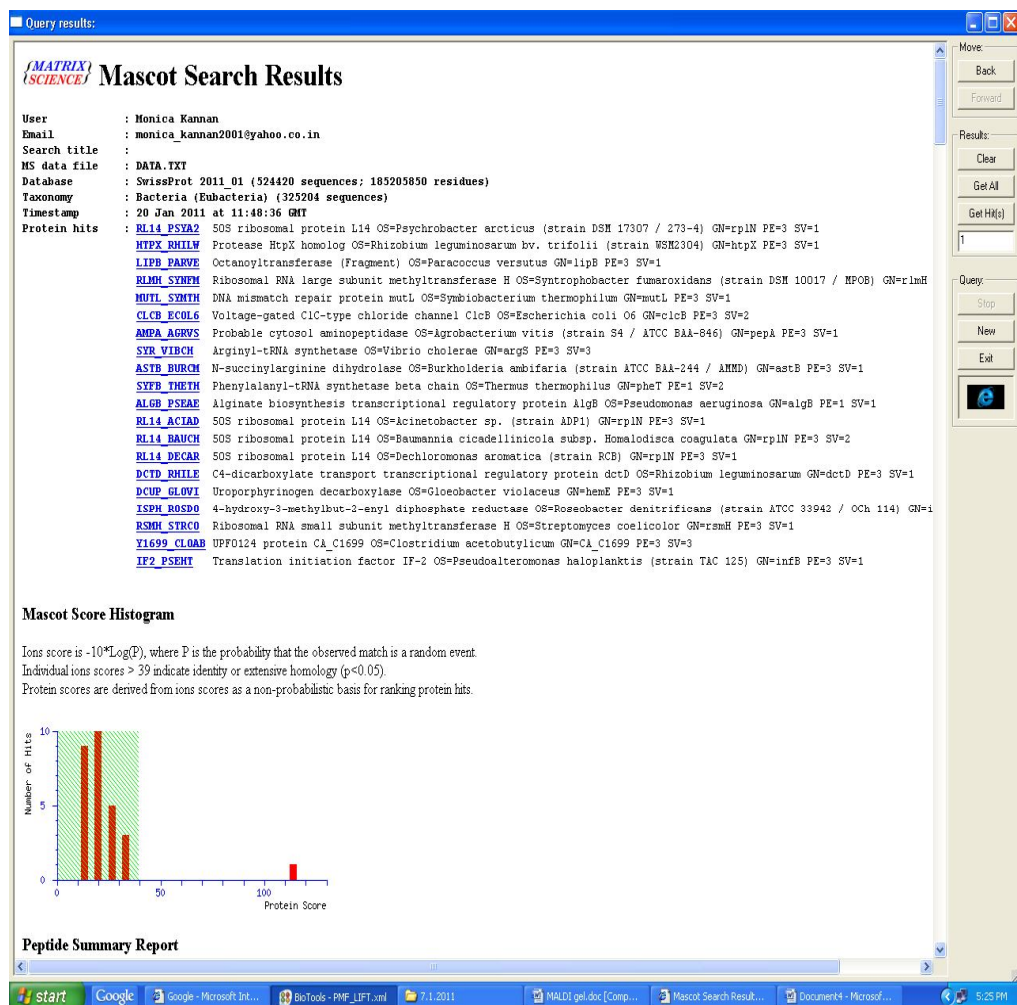 Query results:
{MATRIX SCIENCE} Mascot Search Results
User : Monica Kannan
Email : monica_kannan2001@yahoo.co.in
Search title :
MS data file : DATA.TXT
Database : SwissProt 2011_01 (524420 sequences; 185205850 residues)
Taxonomy : Bacteria (Eubacteria) (325204 sequences)
Timestamp : 20 Jan 2011 at 11:48:36 GMT
Protein hits : RL14_PSYA2 50S ribosomal protein L14 OS=Psychrobacter arcticus (strain DSM 17307 / 273-4) GN=rplN PE=3 SV=1
HTPX_RHILW Protease HtpX homolog OS=Rhizobium leguminosarum bv. trifolii (strain WSM2304) GN=htpX PE=3 SV=1
LIPB_PARVE Octanoyltransferase (Fragment) OS=Paracoccus versutus GN=lipB PE=3 SV=1
RLMH_SYNFM Ribosomal RNA large subunit methyltransferase H OS=Syntrophobacter fumaroxidans (strain DSM 10017 / MPOB) GN=rlmH
MUTL_SYMTH DNA mismatch repair protein mutL OS=Symbiobacterium thermophilum GN=mutL PE=3 SV=1
CLCB_ECOL6 Voltage-gated ClC-type chloride channel ClcB OS=Escherichia coli O6 GN=clcB PE=3 SV=2
AMPA_AGRVS Probable cytosol aminopeptidase OS=Agrobacterium vitis (strain S4 / ATCC BAA-846) GN=pepA PE=3 SV=1
SYR_VIBCH Arginyl-tRNA synthetase OS=Vibrio cholerae GN=argS PE=3 SV=3
ASTB_BURCM N-succinylarginine dihydrolase OS=Burkholderia ambifaria (strain ATCC BAA-244 / AMMD) GN=astB PE=3 SV=1
SYFB_THETH Phenylalanyl-tRNA synthetase beta chain OS=Thermus thermophilus GN=pheT PE=1 SV=2
ALGB_PSEAE Alginate biosynthesis transcriptional regulatory protein AlgB OS=Pseudomonas aeruginosa GN=algB PE=1 SV=1
RL14_ACIAD 50S ribosomal protein L14 OS=Acinetobacter sp. (strain ADP1) GN=rplN PE=3 SV=1
RL14_BAUCH 50S ribosomal protein L14 OS=Baumannia cicadellinicola subsp. Homalodisca coagulata GN=rplN PE=3 SV=2
RL14_DECAR 50S ribosomal protein L14 OS=Dechloromonas aromatica (strain RCB) GN=rplN PE=3 SV=1
DCTD_RHILE C4-dicarboxylate transport transcriptional regulatory protein dctD OS=Rhizobium leguminosarum GN=dctD PE=3 SV=1
DCUP_GLOVI Uroporphyrinogen decarboxylase OS=Gloeobacter violaceus GN=hemE PE=3 SV=1
ISPH_ROSDO 4-hydroxy-3-methylbut-2-enyl diphosphate reductase OS=Roseobacter denitrificans (strain ATCC 33942 / OCh 114) GN=i
RSMH_STRCO Ribosomal RNA small subunit methyltransferase H OS=Streptomyces coelicolor GN=rsmH PE=3 SV=1
Y1699_CLOAB UPF0124 protein CA_C1699 OS=Clostridium acetobutylicum GN=CA_C1699 PE=3 SV=3
IF2_PSEHT Translation initiation factor IF-2 OS=Pseudoalteromonas haloplanktis (strain TAC 125) GN=infB PE=3 SV=1
Mascot Score Histogram
Ions score is -10*Log(P), where P is the probability that the observed match is a random event.
Individual ions scores > 39 indicate identity or extensive homology (p<0.05).
Protein scores are derived from ions scores as a non-probabilistic basis for ranking protein hits.
Number of Hits
10
5
0
0 50 100
Protein Score
Peptide Summary Report
Move:
Back
Forward
Results:
Clear
Get All
Get Hit(s)
1
Query:
Stop
New
Exit
start
Google
Google - Microsoft Int...
BioTools - PMF_LIFT.xml
7.1.2011
MALDI gel.doc [Comp...
Mascot Search Result...
Document4 - Microsof...
5:25 PM